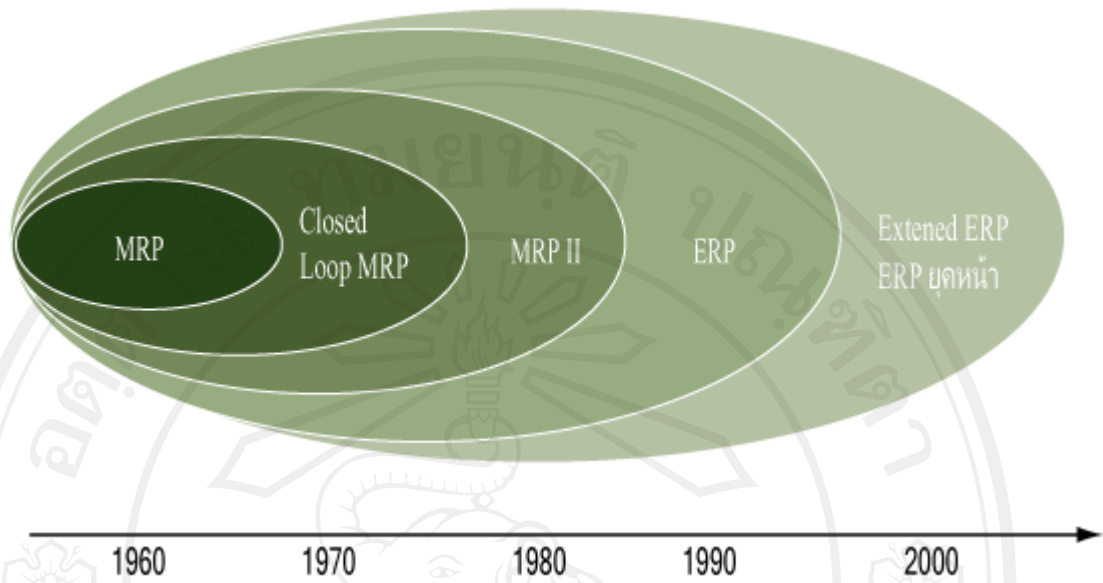 MRP
Closed
Loop MRP
MRP II
ERP
Extened ERP
ERP ยุคหน้า
1960
1970
1980
1990
2000